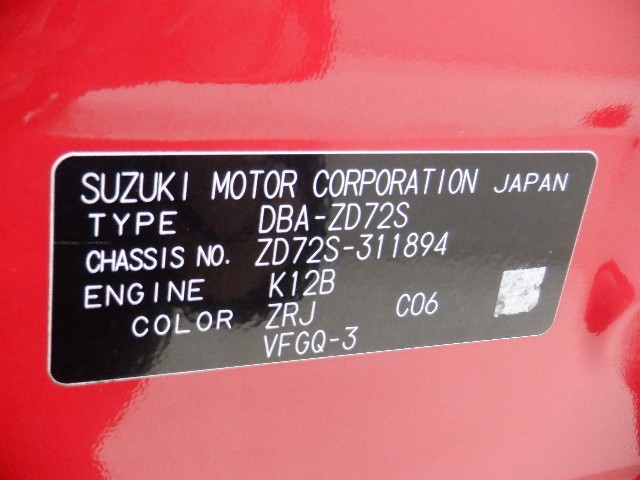 SUZUKI MOTOR CORPORATION JAPAN
TYPE DBA-ZD72S
CHASSIS NO. ZD72S-311894
ENGINE K12B
COLOR ZRJ C06
VFGQ-3